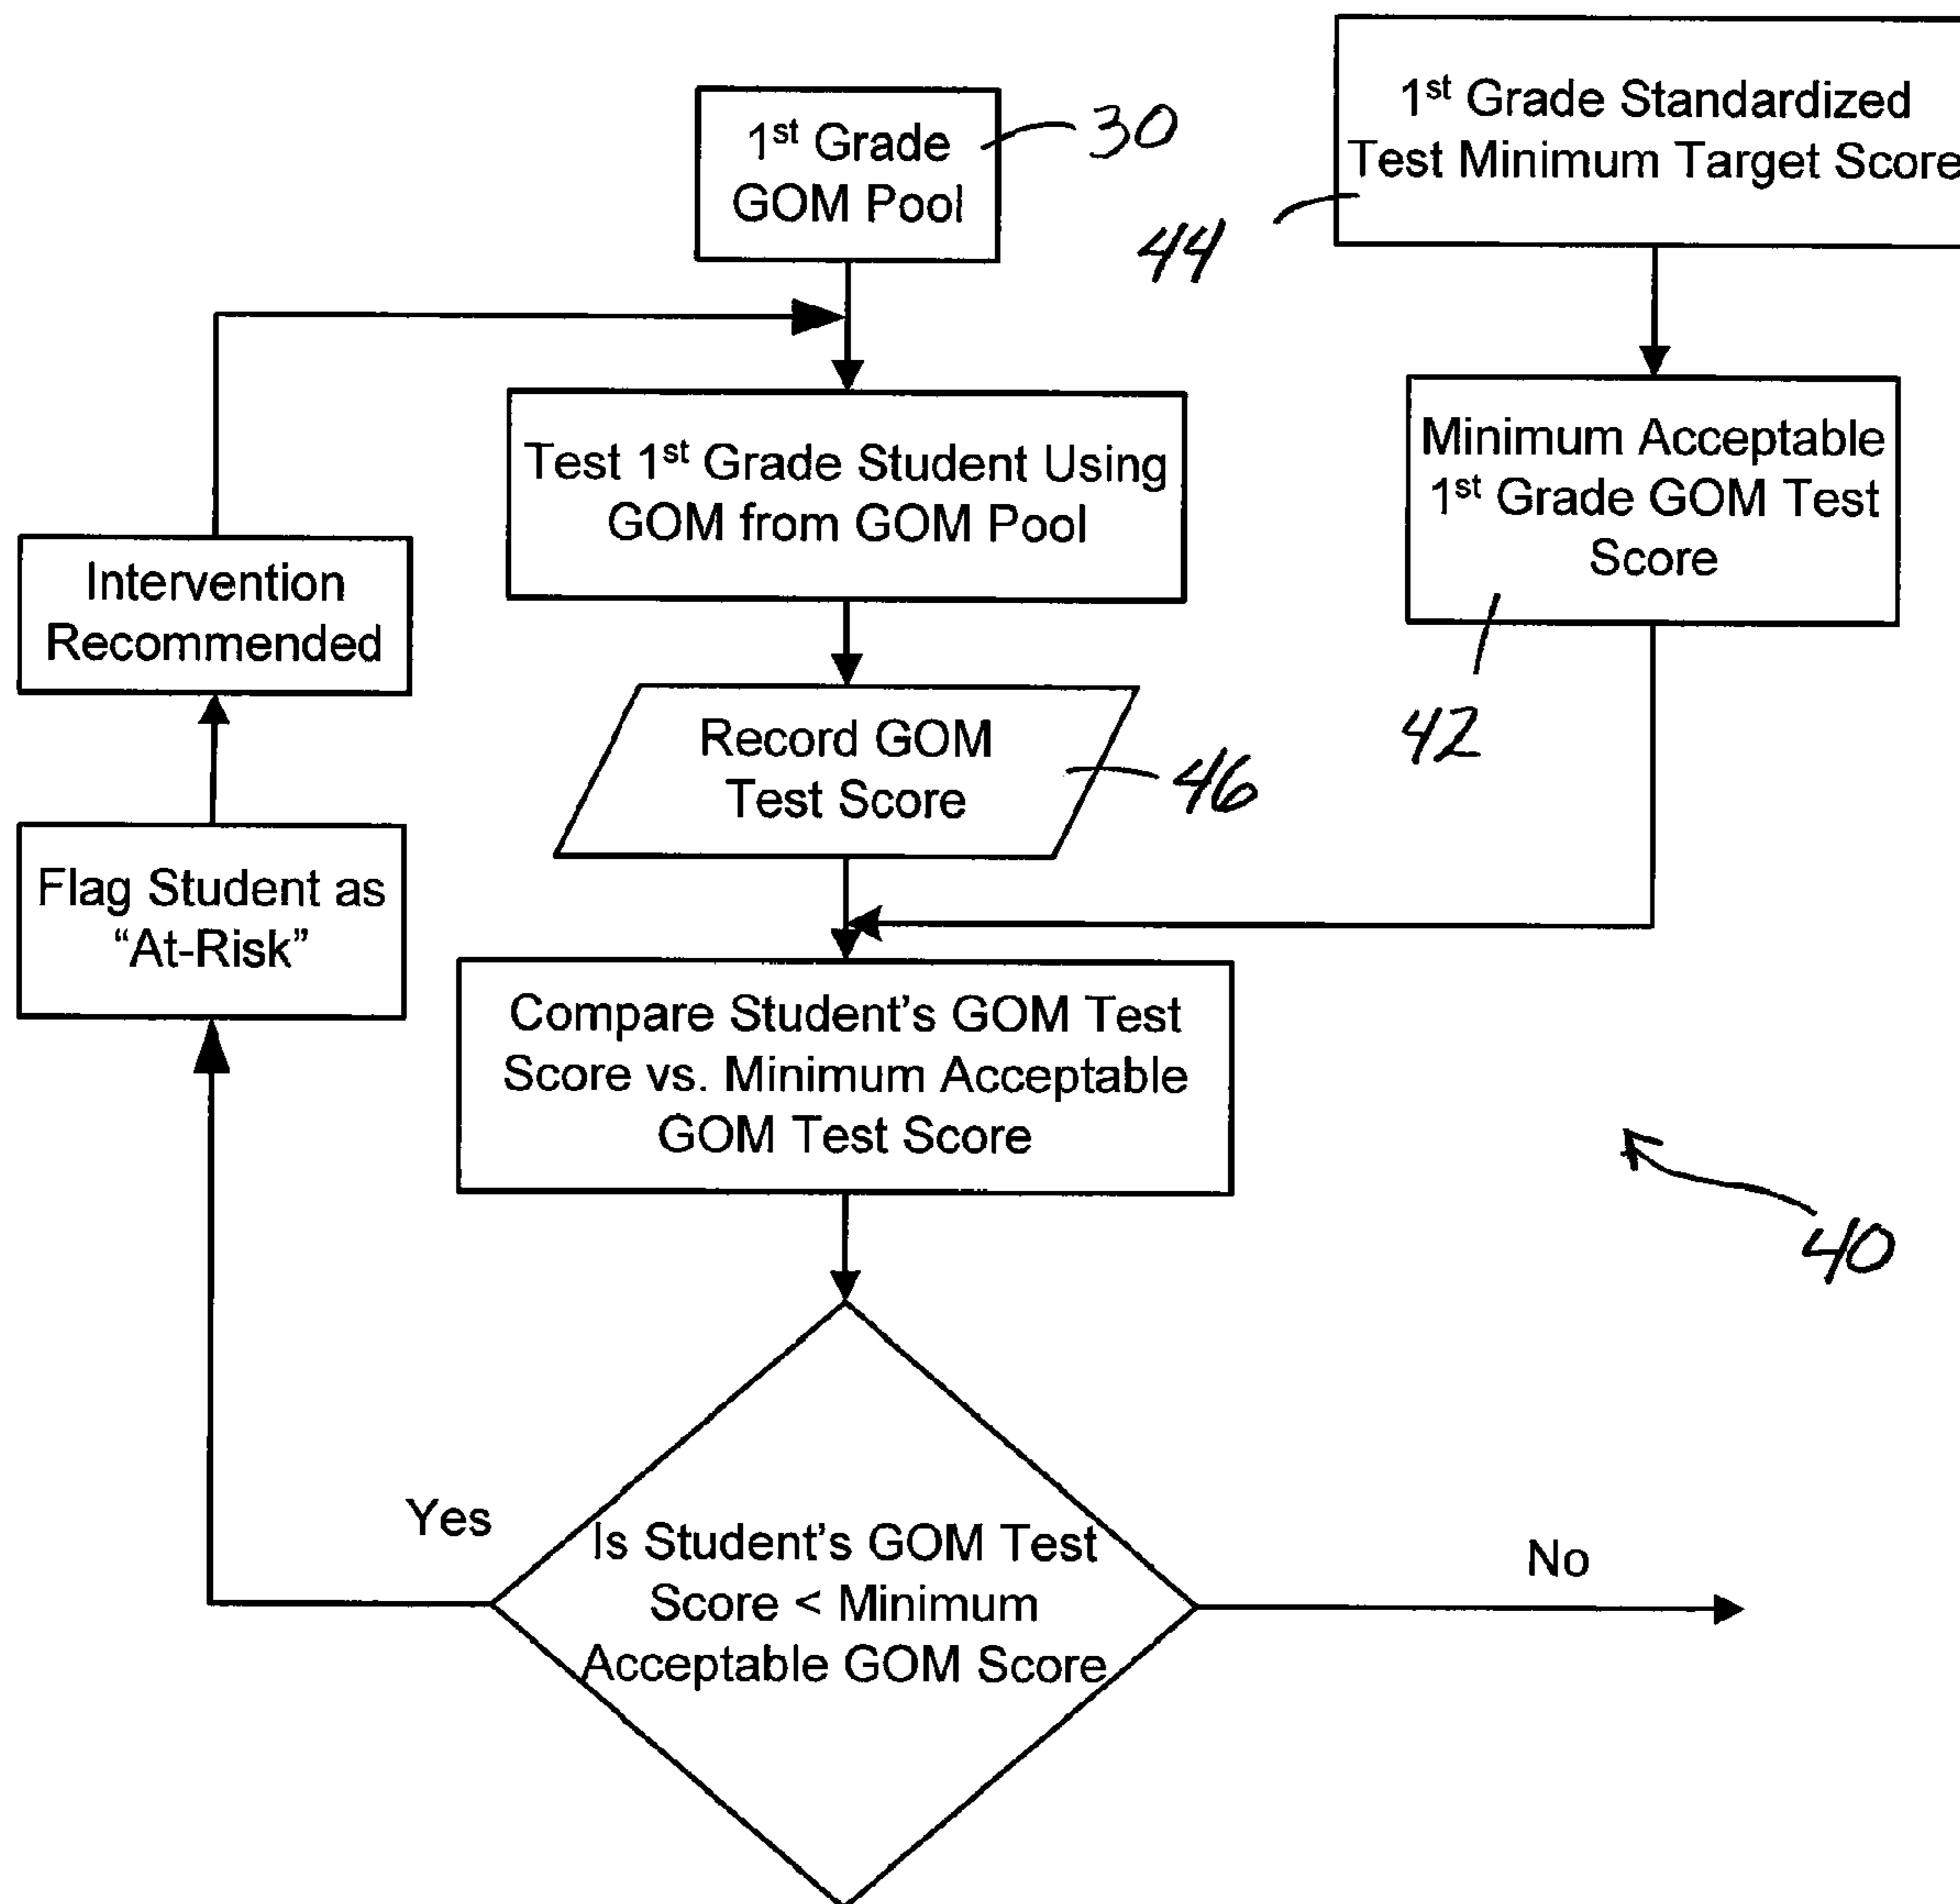 1st Grade
GOM Pool
30
1st Grade Standardized
Test Minimum Target Score
44
Test 1st Grade Student Using
GOM from GOM Pool
Minimum Acceptable
1st Grade GOM Test
Score
42
Intervention
Recommended
Record GOM
Test Score
46
Flag Student as
“At-Risk”
Compare Student’s GOM Test
Score vs. Minimum Acceptable
GOM Test Score
40
Yes
Is Student’s GOM Test
Score < Minimum
Acceptable GOM Score
No